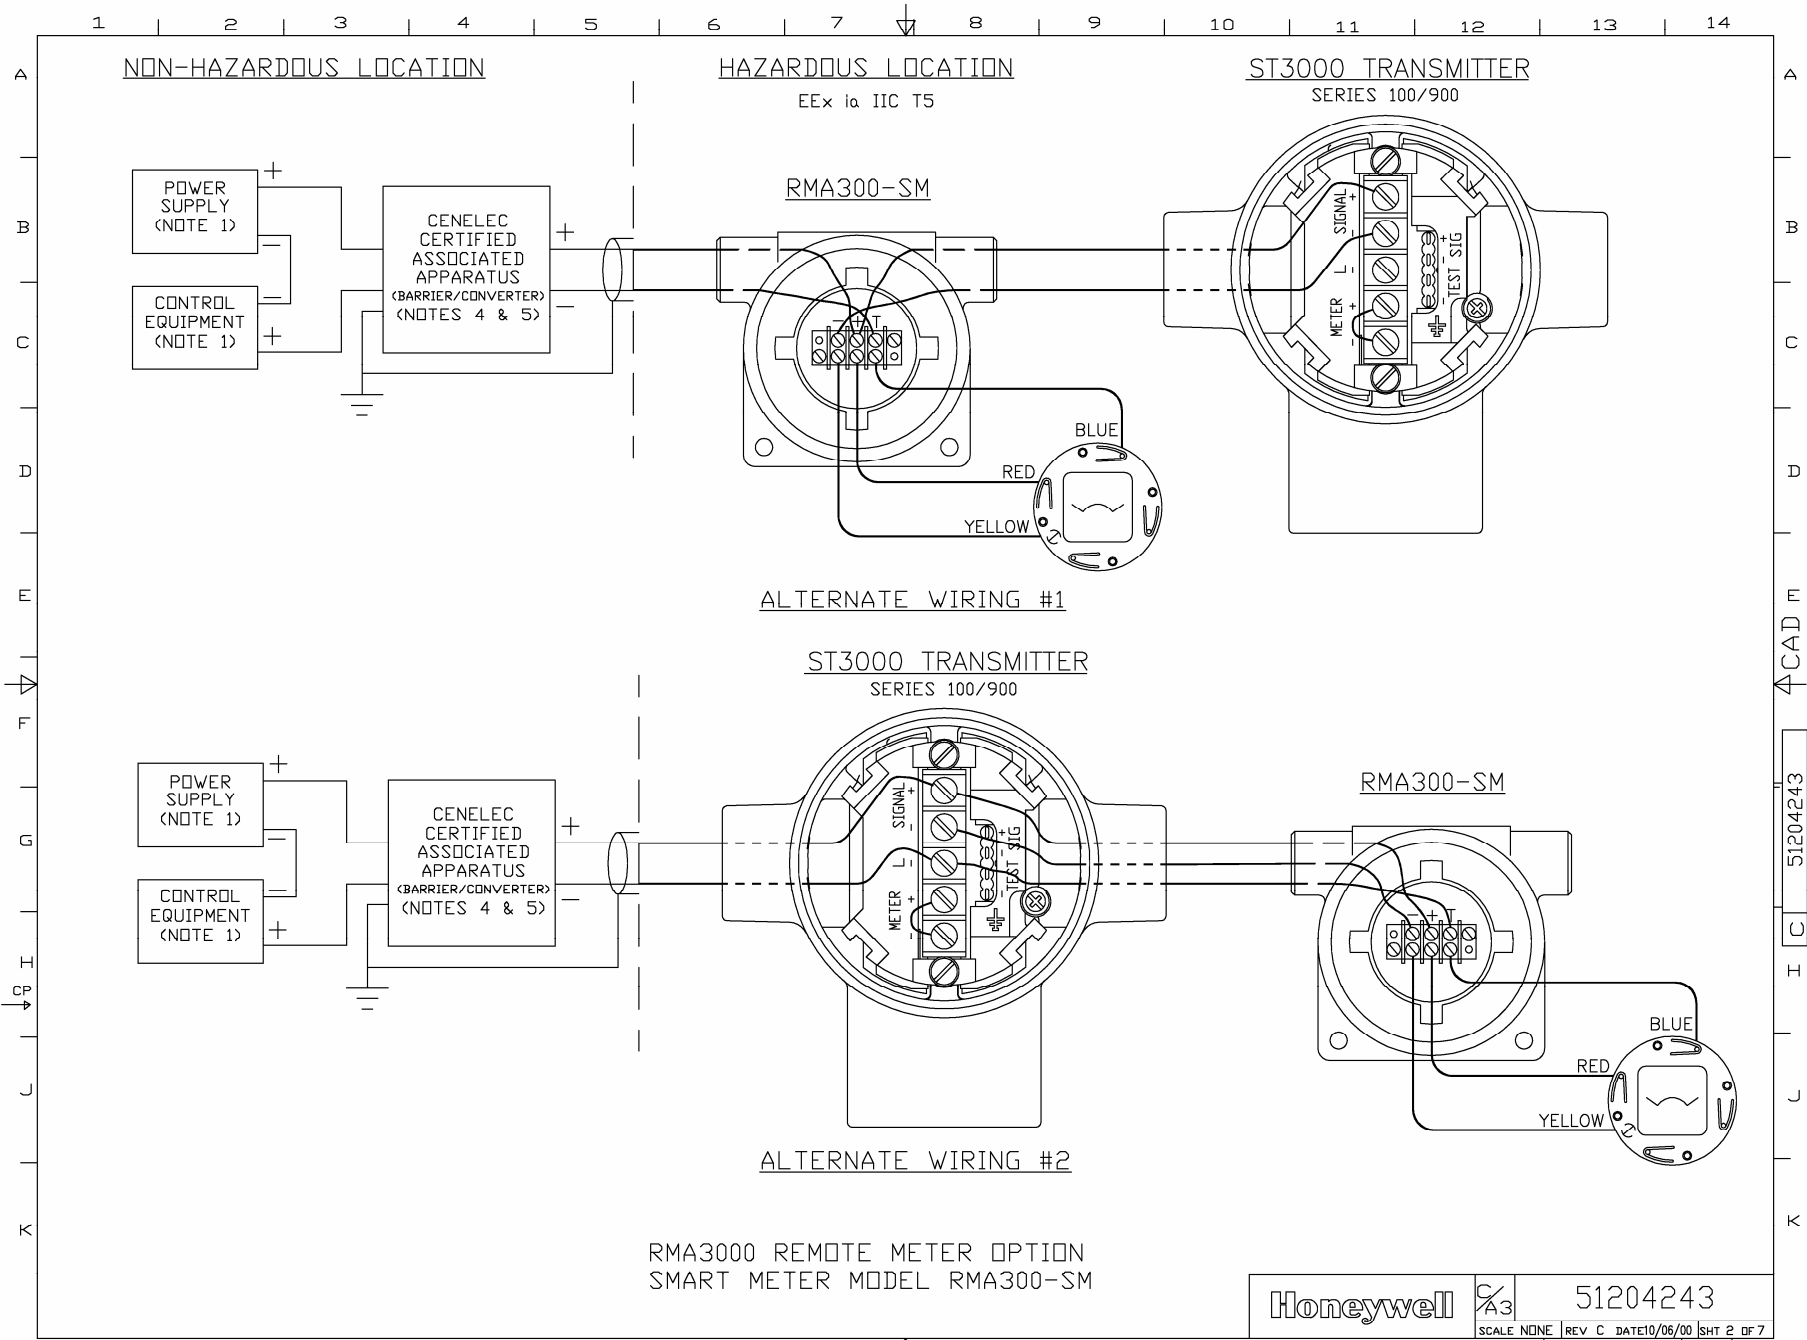 1 2 3 4 5 6 7 8 9 10 11 12 13 14
A A
NON-HAZARDOUS LOCATION
HAZARDOUS LOCATION
EEx ia IIC T5
ST3000 TRANSMITTER
SERIES 100/900
RMA300-SM
B B
+
POWER
SUPPLY
(NOTE 1)
-
CENELEC
CERTIFIED
ASSOCIATED
APPARATUS
(BARRIER/CONVERTER)
(NOTES 4 & 5)
+
-
-
CONTROL
EQUIPMENT
(NOTE 1)
+
C C
- + T
+
SIGNAL
-
L
-
+
METER
-
+
TEST SIG
-
BLUE
RED
YELLOW
D D
E E
ALTERNATE WIRING #1
CAD
ST3000 TRANSMITTER
SERIES 100/900
F
+
POWER
SUPPLY
(NOTE 1)
-
CENELEC
CERTIFIED
ASSOCIATED
APPARATUS
(BARRIER/CONVERTER)
(NOTES 4 & 5)
+
-
-
CONTROL
EQUIPMENT
(NOTE 1)
+
G
+
SIGNAL
-
L
-
+
METER
-
+
TEST SIG
-
RMA300-SM
- + T
51204243
C
H H
CP
BLUE
RED
YELLOW
J J
ALTERNATE WIRING #2
K K
RMA3000 REMOTE METER OPTION
SMART METER MODEL RMA300-SM
Honeywell
C/A3
51204243
SCALE NONE REV C DATE10/06/00 SHT 2 OF 7